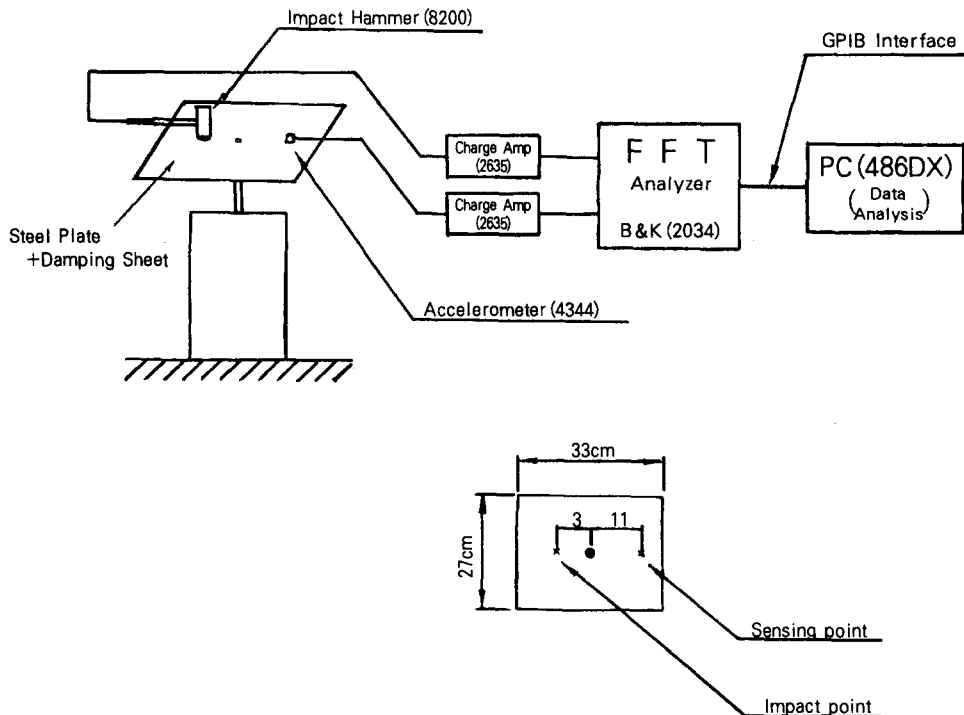 Impact Hammer (8200)
GPIB Interface
Charge Amp
(2635)
Charge Amp
(2635)
F F T
Analyzer
B&K (2034)
PC (486DX)
( Data
Analysis )
Steel Plate
+Damping Sheet
Accelerometer (4344)
33cm
3 11
27cm
Sensing point
Impact point